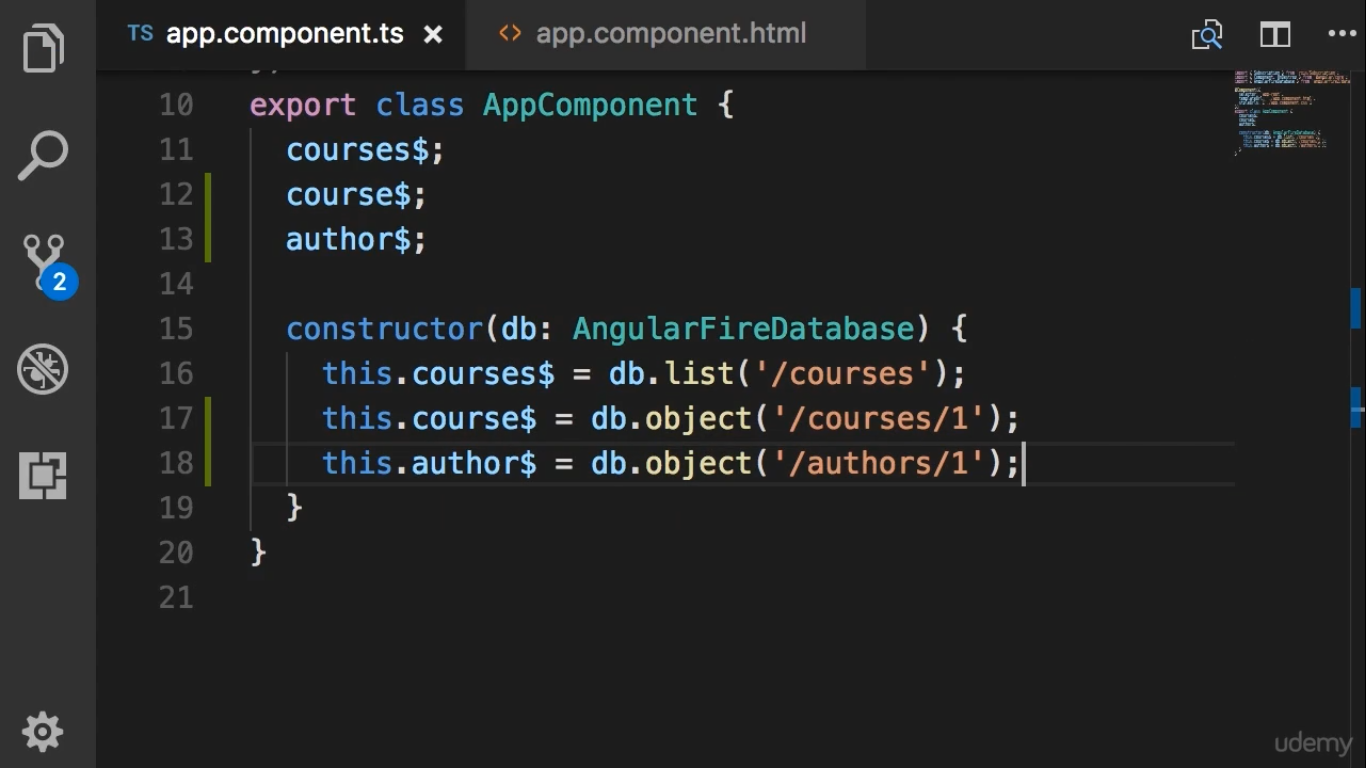 TS app.component.ts × <> app.component.html
10 export class AppComponent {
11 courses$;
12 course$;
13 author$;
14
15 constructor(db: AngularFireDatabase) {
16 this.courses$ = db.list('/courses');
17 this.course$ = db.object('/courses/1');
18 this.author$ = db.object('/authors/1');
19 }
20 }
21
2
udemy